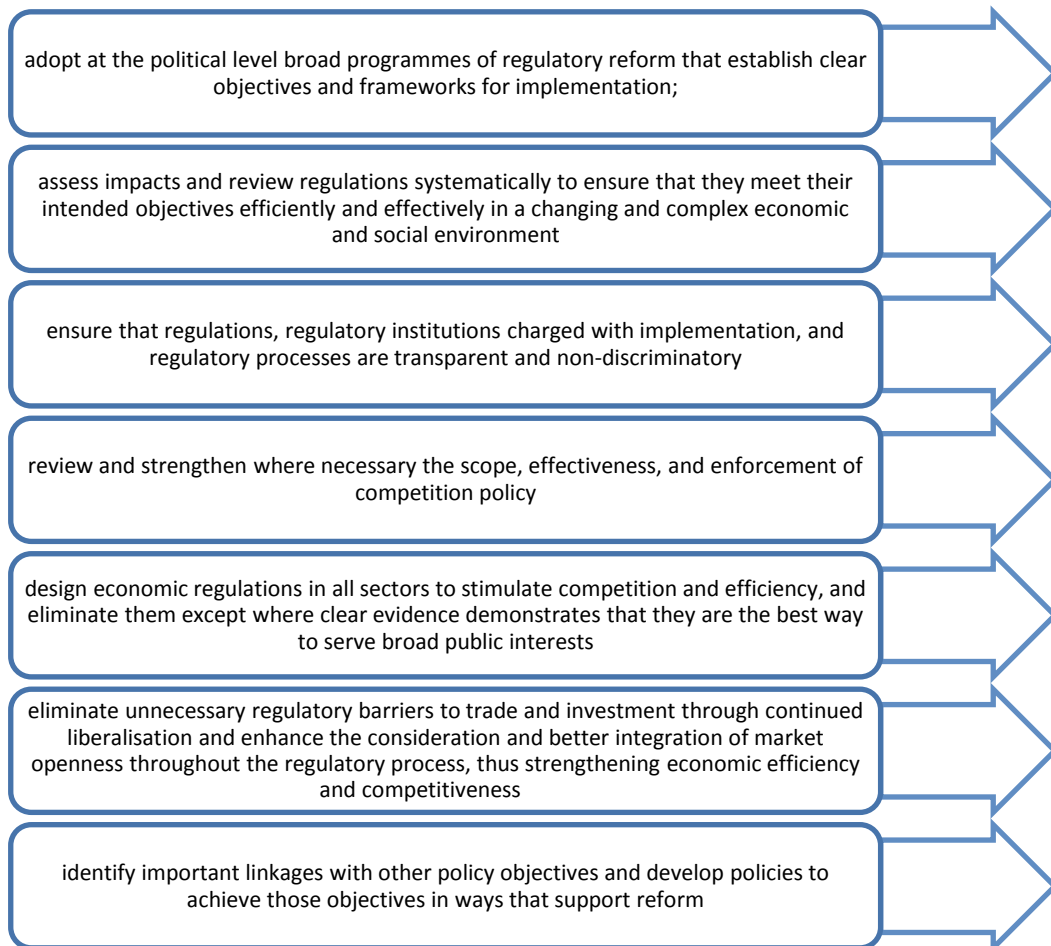 adopt at the political level broad programmes of regulatory reform that establish clear
objectives and frameworks for implementation;
assess impacts and review regulations systematically to ensure that they meet their
intended objectives efficiently and effectively in a changing and complex economic
and social environment
ensure that regulations, regulatory institutions charged with implementation, and
regulatory processes are transparent and non-discriminatory
review and strengthen where necessary the scope, effectiveness, and enforcement of
competition policy
design economic regulations in all sectors to stimulate competition and efficiency, and
eliminate them except where clear evidence demonstrates that they are the best way
to serve broad public interests
eliminate unnecessary regulatory barriers to trade and investment through continued
liberalisation and enhance the consideration and better integration of market
openness throughout the regulatory process, thus strengthening economic efficiency
and competitiveness
identify important linkages with other policy objectives and develop policies to
achieve those objectives in ways that support reform